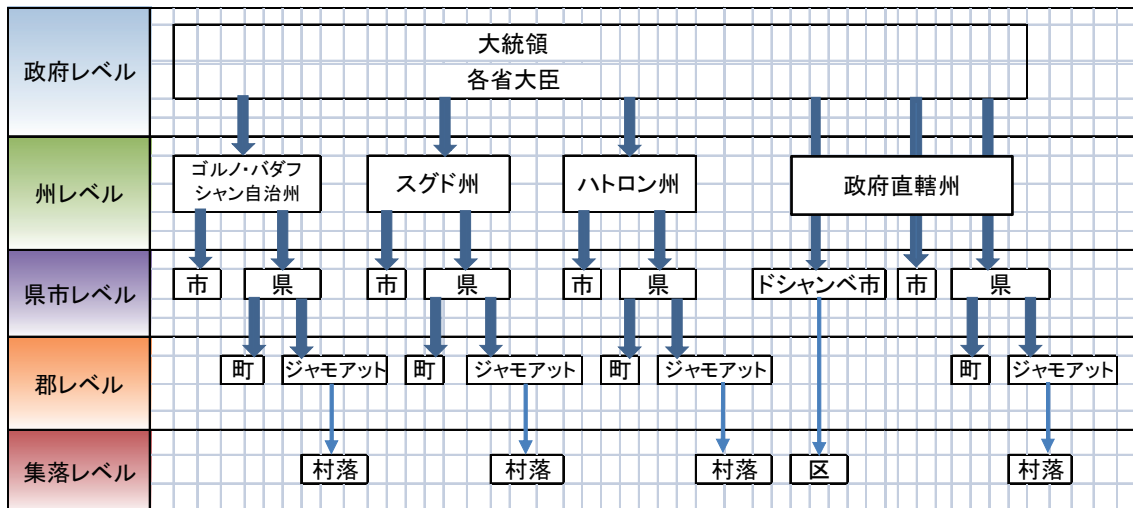 政府レベル
大統領
各省大臣
州レベル
ゴルノ・バダフ
シャン自治州
スグド州
ハトロン州
政府直轄州
県市レベル
市
県
市
県
市
県
ドシャンベ市
市
県
郡レベル
町
ジャモアット
町
ジャモアット
町
ジャモアット
町
ジャモアット
集落レベル
村落
村落
村落
区
村落